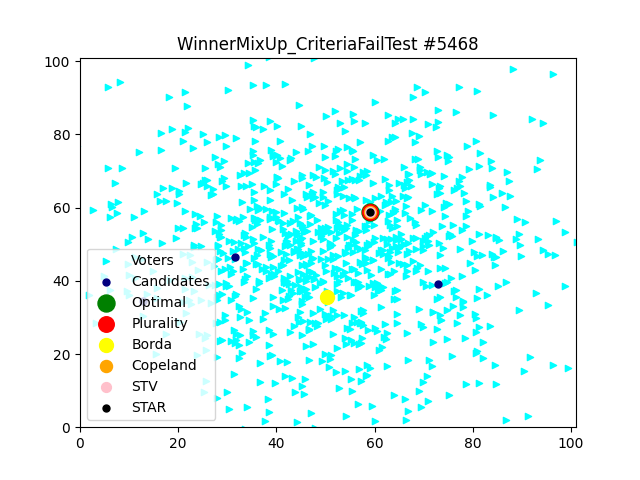 WinnerMixUp_CriteriaFailTest #5468
100
80
60
40
20
0
0
20
40
60
80
100
Voters
Candidates
Optimal
Plurality
Borda
Copeland
STV
STAR